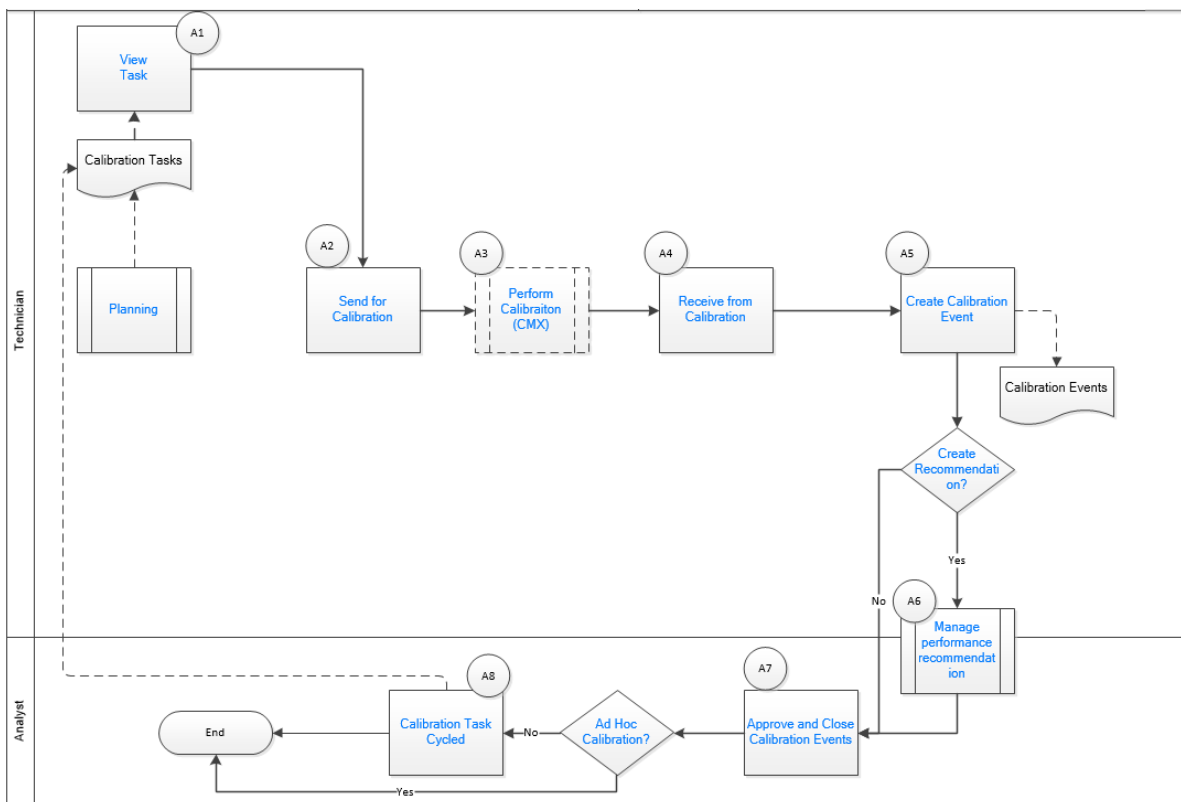 Technician
A1
View
Task
Calibration Tasks
Planning
A2
Send for
Calibration
A3
Perform
Calibraiton
(CMX)
A4
Receive from
Calibration
A5
Create Calibration
Event
Calibration Events
Create
Recommendati
on?
Yes
No
A6
Manage
performance
recommendat
ion
Analyst
A7
Approve and Close
Calibration Events
Ad Hoc
Calibration?
No
Yes
A8
Calibration Task
Cycled
End